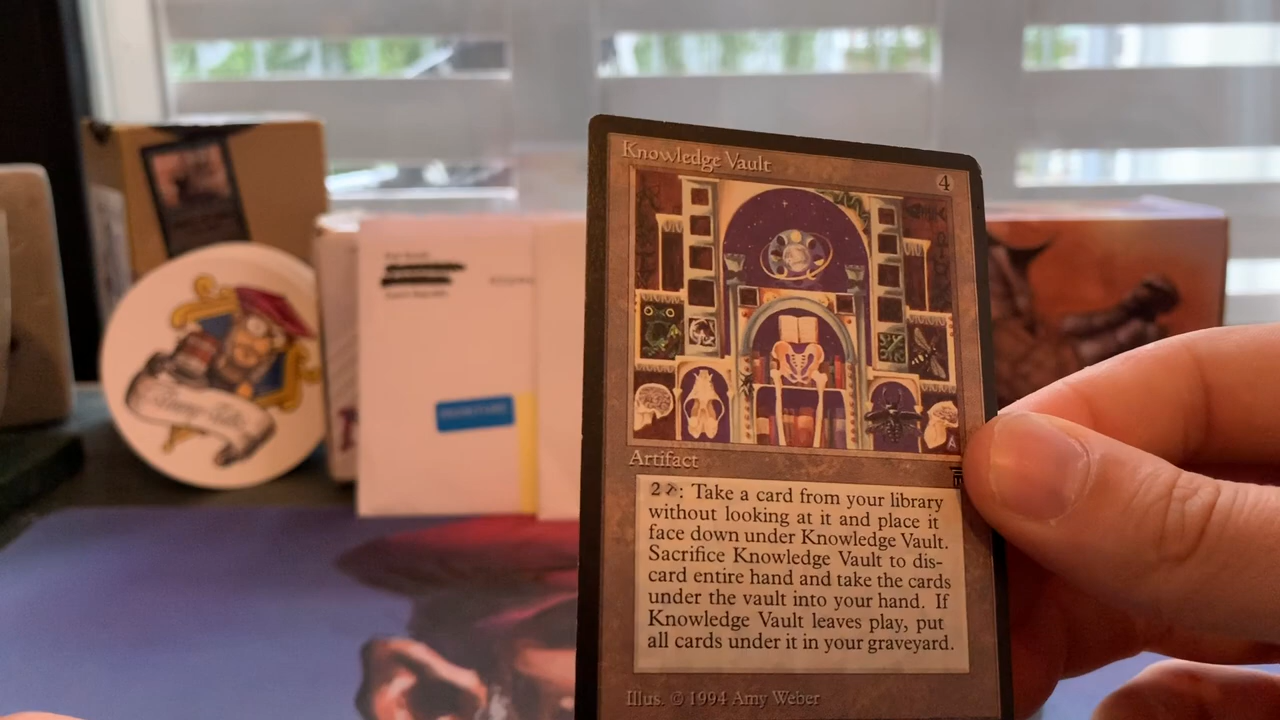 Knowledge Vault
4
Artifact
2: Take a card from your library
without looking at it and place it
face down under Knowledge Vault.
Sacrifice Knowledge Vault to dis-
card entire hand and take the cards
under the vault into your hand. If
Knowledge Vault leaves play, put
all cards under it in your graveyard.
Illus. © 1994 Amy Weber